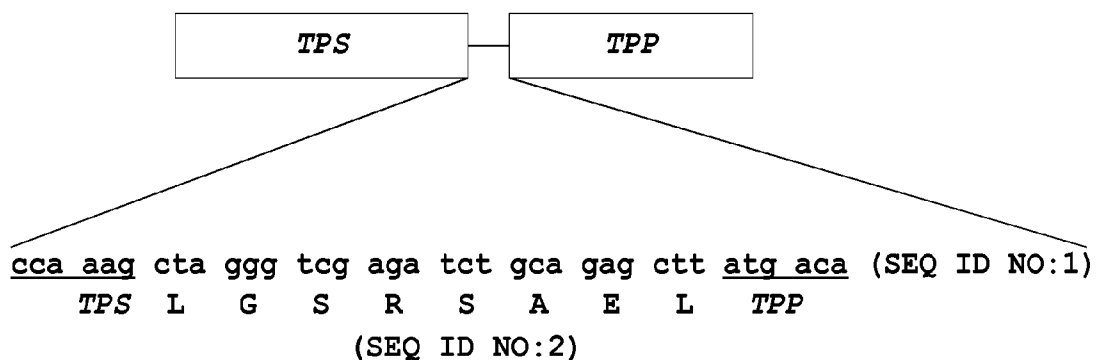 TPS TPP
cca aag cta ggg tcg aga tct gca gag ctt atg aca (SEQ ID NO:1)
TPS L G S R S A E L TPP
(SEQ ID NO:2)